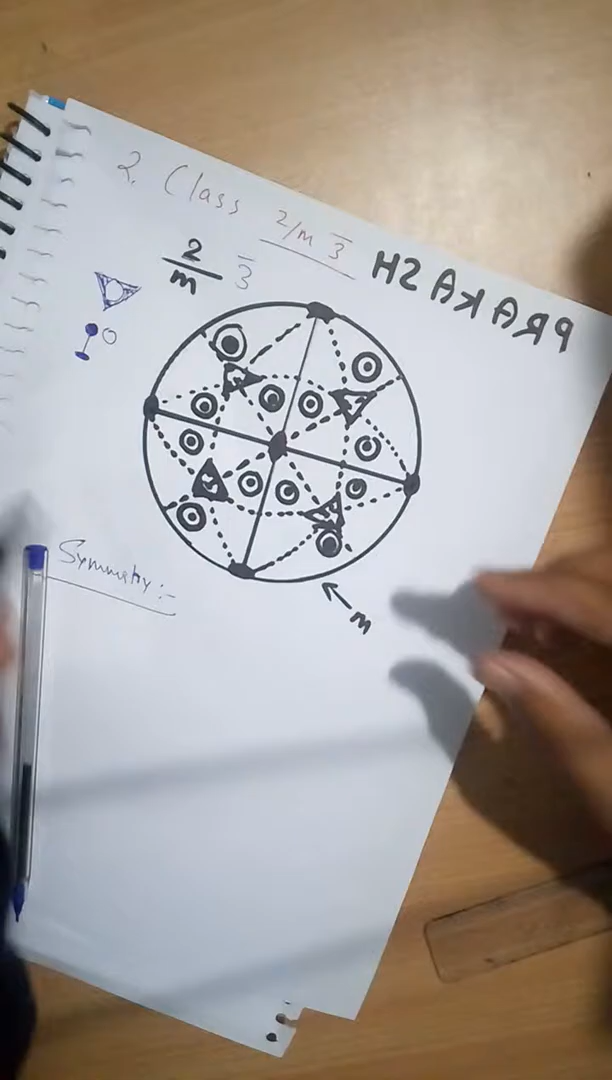 2. Class 2/m 3̅
PRAKASH
2/m 3̅
m
Symmetry :-